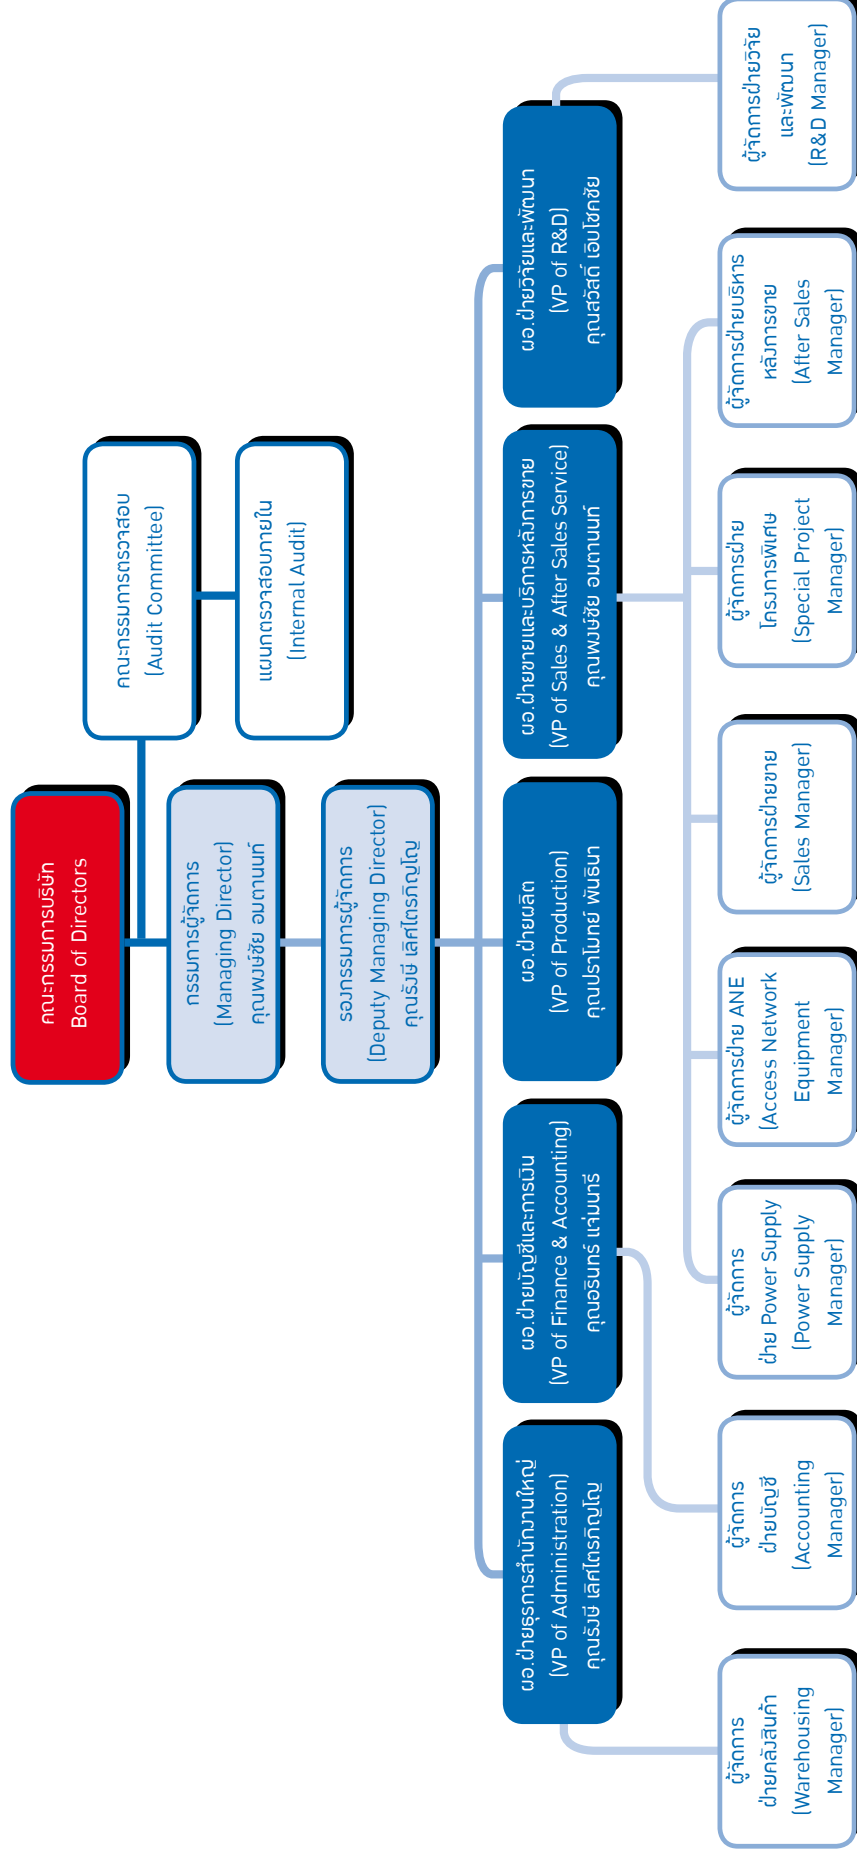 คณะกรรมการบริษัท
Board of Directors
คณะกรรมการตรวจสอบ
(Audit Committee)
กรรมการผู้จัดการ
(Managing Director)
คุณพงษ์ชัย อมตานนท์
แผนกตรวจสอบภายใน
(Internal Audit)
รองกรรมการผู้จัดการ
(Deputy Managing Director)
คุณรังษี เลิศไตรภิญโญ
ผอ.ฝ่ายธุรการสำนักงานใหญ่
(VP of Administration)
คุณรังษี เลิศไตรภิญโญ
ผอ.ฝ่ายบัญชีและการเงิน
(VP of Finance & Accounting)
คุณอรินทร์ แจ่มนารี
ผอ.ฝ่ายผลิต
(VP of Production)
คุณปราโมทย์ พันธินา
ผอ.ฝ่ายขายและบริการหลังการขาย
(VP of Sales & After Sales Service)
คุณพงษ์ชัย อมตานนท์
ผอ.ฝ่ายวิจัยและพัฒนา
(VP of R&D)
คุณสวัสดิ์ เอิบโชคชัย
ผู้จัดการ
ฝ่ายคลังสินค้า
(Warehousing
Manager)
ผู้จัดการ
ฝ่ายบัญชี
(Accounting
Manager)
ผู้จัดการ
ฝ่าย Power Supply
(Power Supply
Manager)
ผู้จัดการฝ่าย ANE
(Access Network
Equipment
Manager)
ผู้จัดการฝ่ายขาย
(Sales Manager)
ผู้จัดการฝ่าย
โครงการพิเศษ
(Special Project
Manager)
ผู้จัดการฝ่ายบริหาร
หลังการขาย
(After Sales
Manager)
ผู้จัดการฝ่ายวิจัย
และพัฒนา
(R&D Manager)